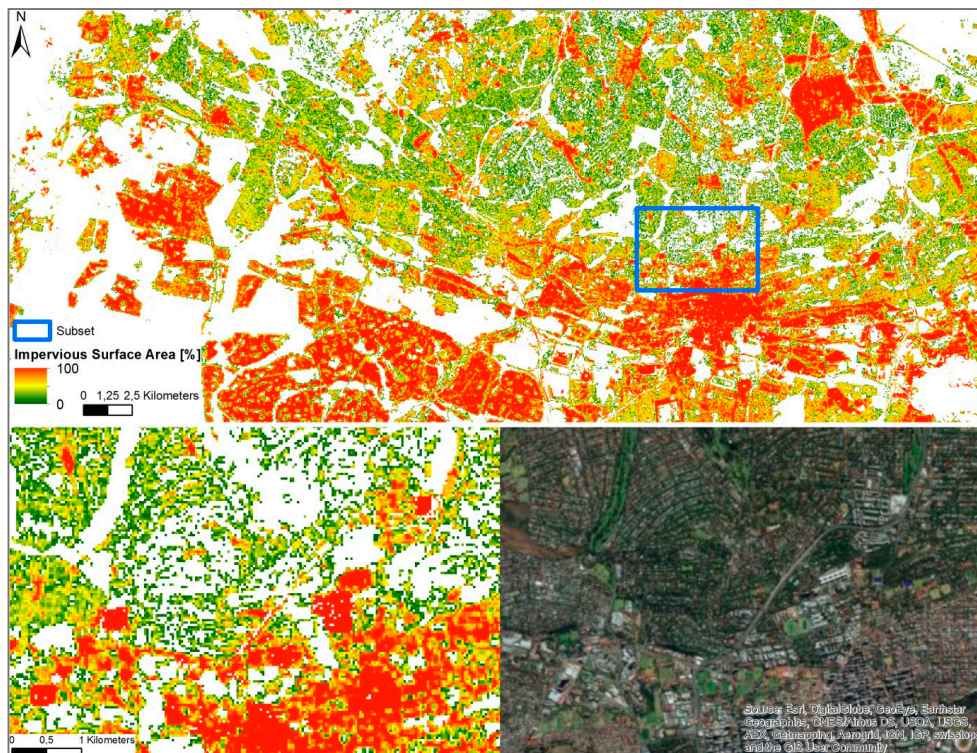 N
Subset
Impervious Surface Area [%]
100
0
0 1,25 2,5 Kilometers
0 0,5 1 Kilometers
Source: Esri, DigitalGlobe, GeoEye, Earthstar
Geographics, CNES/Airbus DS, USDA, USGS,
AEX, Getmapping, Aerogrid, IGN, IGP, swisstopo,
and the GIS User Community